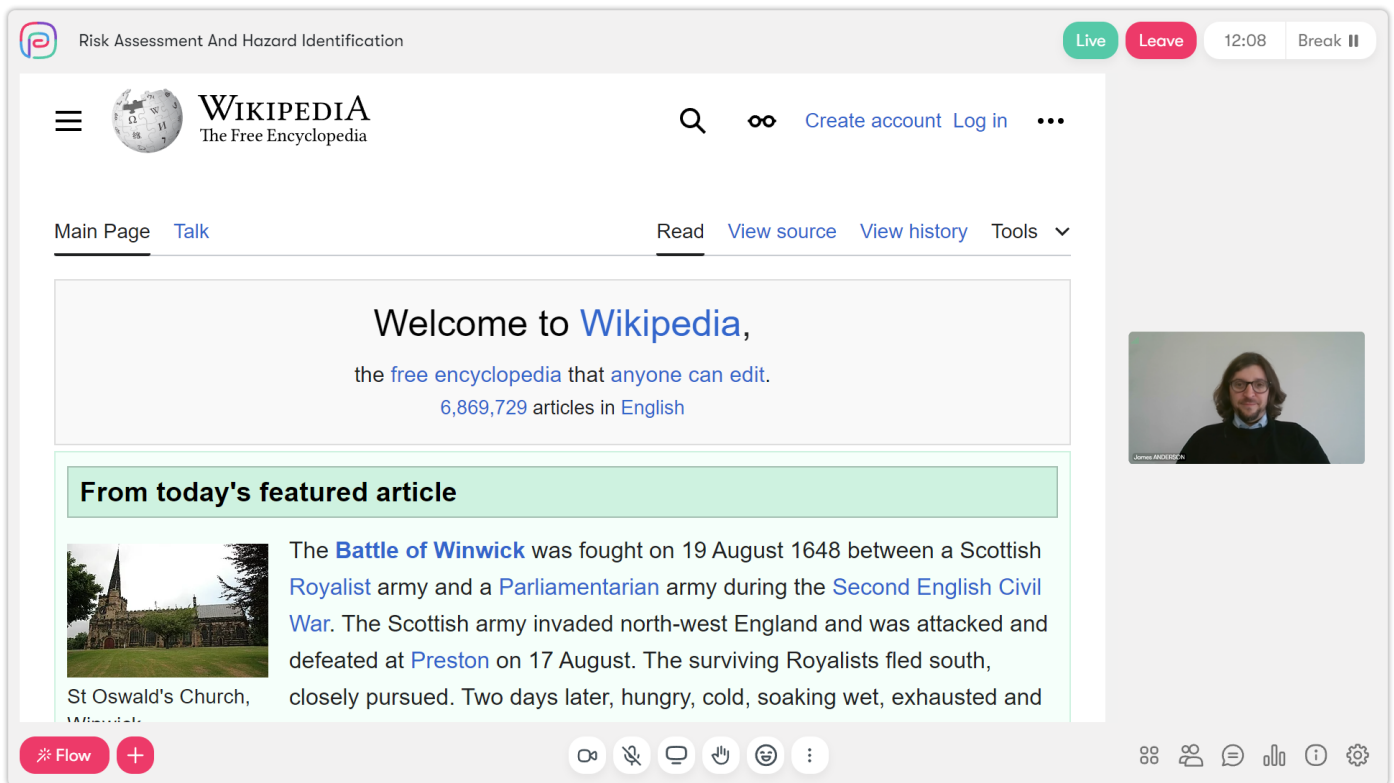 Risk Assessment And Hazard Identification
Live
Leave
12:08
Break
WIKIPEDIA
The Free Encyclopedia
Create account Log in
Main Page Talk
Read View source View history Tools
Welcome to Wikipedia,
the free encyclopedia that anyone can edit.
6,869,729 articles in English
From today's featured article
The Battle of Winwick was fought on 19 August 1648 between a Scottish
Royalist army and a Parliamentarian army during the Second English Civil
War. The Scottish army invaded north-west England and was attacked and
defeated at Preston on 17 August. The surviving Royalists fled south,
closely pursued. Two days later, hungry, cold, soaking wet, exhausted and
St Oswald's Church,
Winwick
James ANDERSON
Flow